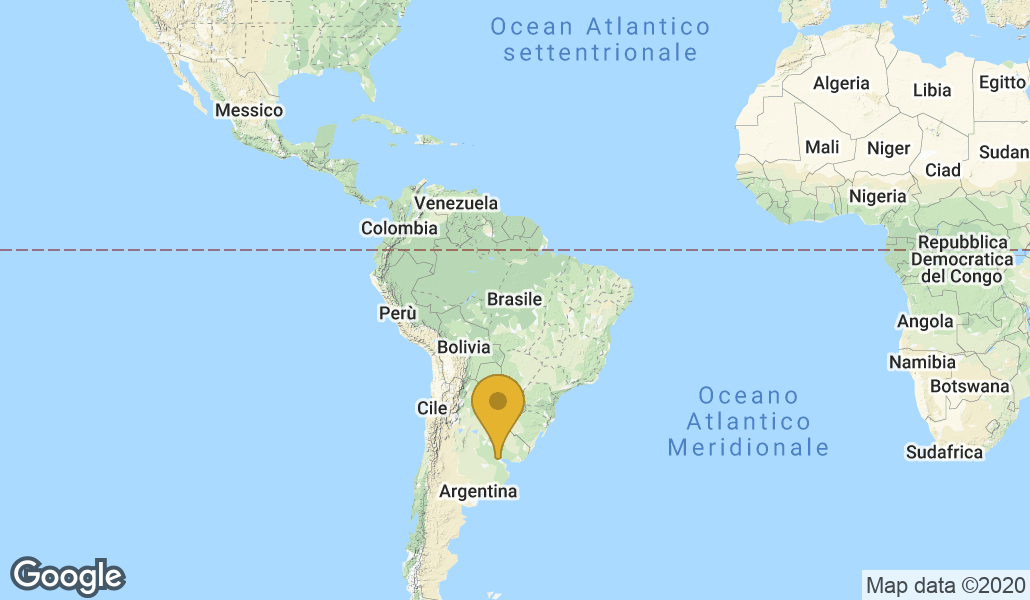 Ocean Atlantico
settentrionale
Messico
Algeria
Libia
Egitto
Mali
Niger
Ciad
Sudan
Nigeria
Venezuela
Colombia
Repubblica
Democratica
del Congo
Brasile
Perù
Bolivia
Angola
Namibia
Botswana
Cile
Oceano
Atlantico
Meridionale
Sudafrica
Argentina
Google
Map data ©2020